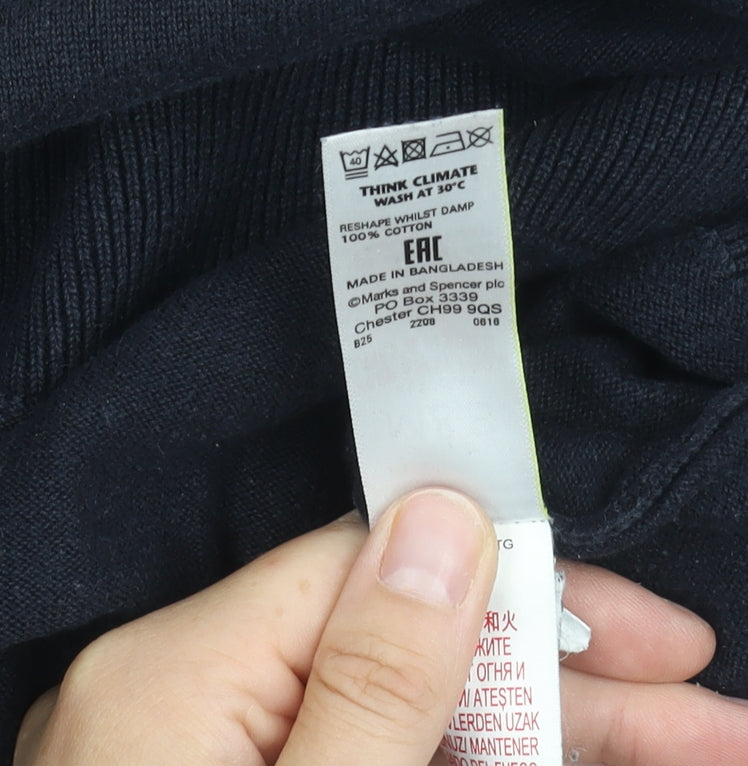 40
THINK CLIMATE
WASH AT 30°C
RESHAPE WHILST DAMP
100% COTTON
EAC
MADE IN BANGLADESH
©Marks and Spencer plc
PO Box 3339
Chester CH99 9QS
B25 2208 0616
TG
和火
ЖИТЕ
ОГНЯ И
ATEŞTEN
LERDEN UZAK
MANTENER